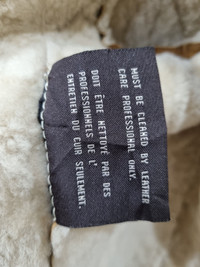 MUST BE CLEANED BY LEATHER
CARE PROFESSIONAL ONLY.
DOIT ÊTRE NETTOYÉ PAR DES
PROFESSIONNELS DE L'
ENTRETIEN DU CUIR SEULEMENT.